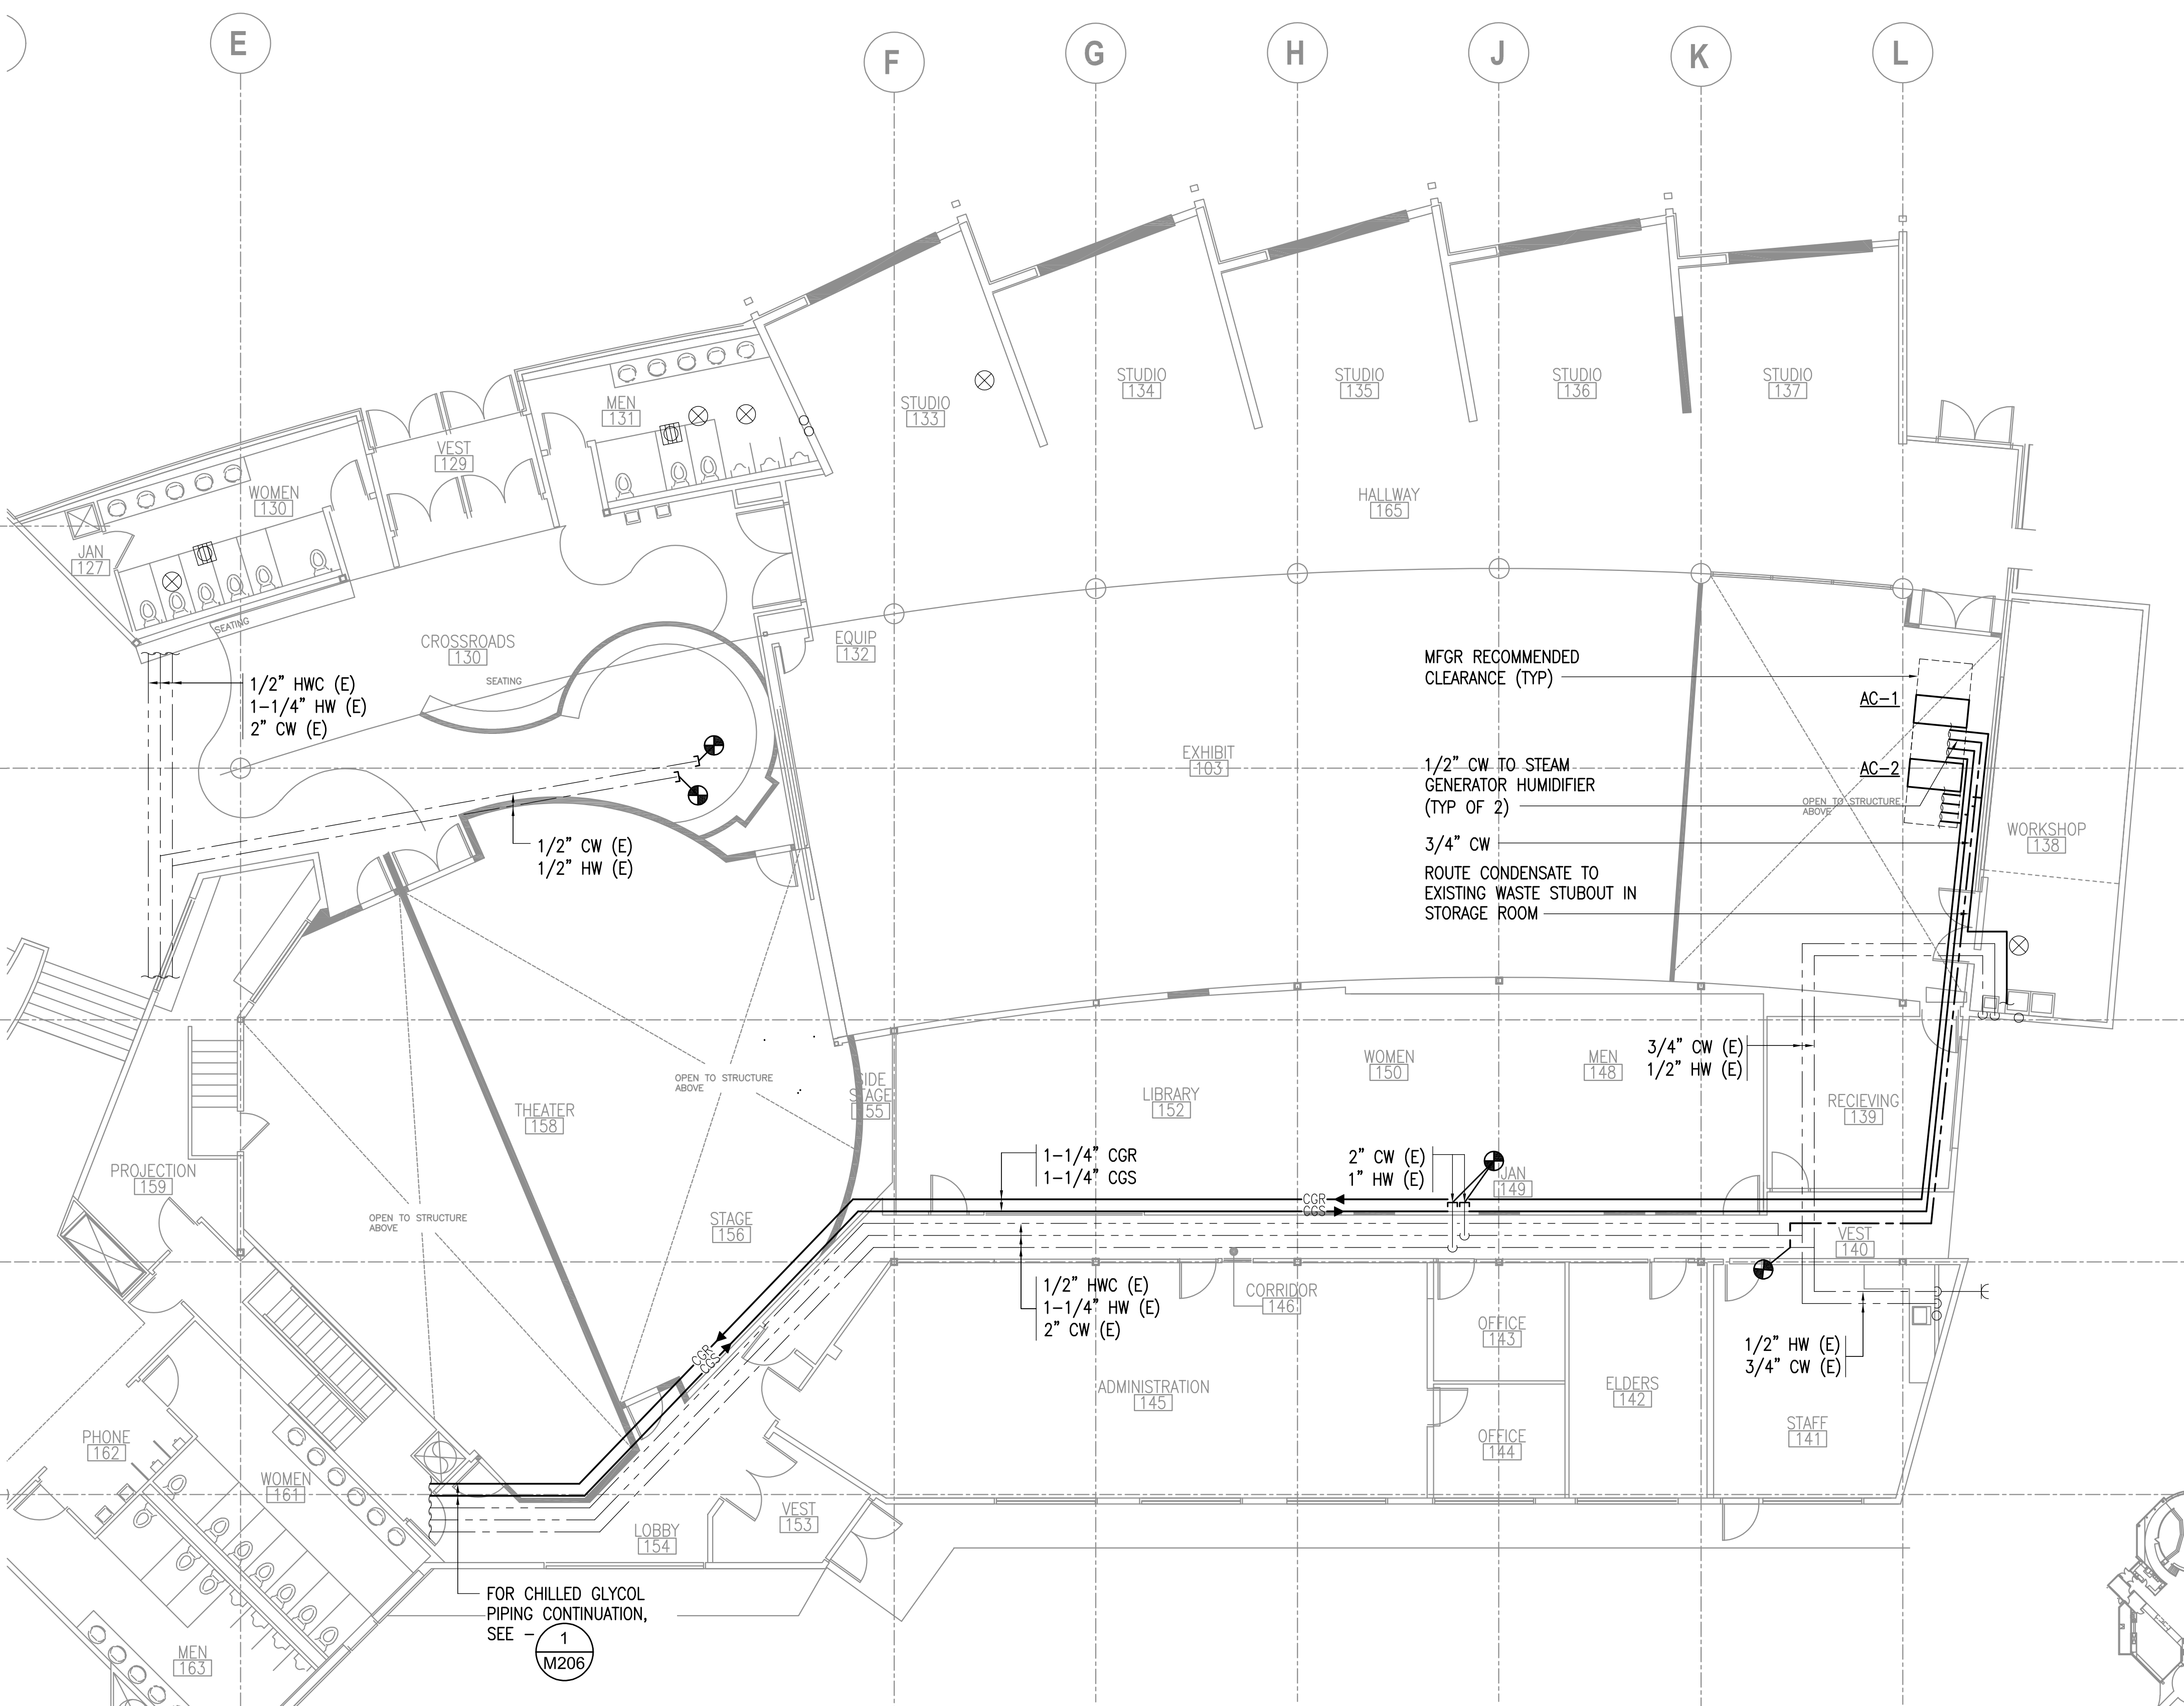 E
F
G
H
J
K
L
STUDIO
133
STUDIO
134
STUDIO
135
STUDIO
136
STUDIO
137
MEN
131
VEST
129
WOMEN
130
JAN
127
HALLWAY
165
SEATING
CROSSROADS
130
SEATING
EQUIP
132
1/2" HWC (E)
1-1/4" HW (E)
2" CW (E)
MFGR RECOMMENDED
CLEARANCE (TYP)
AC-1
EXHIBIT
103
1/2" CW TO STEAM
GENERATOR HUMIDIFIER
(TYP OF 2)
AC-2
OPEN TO STRUCTURE
ABOVE
WORKSHOP
138
3/4" CW
ROUTE CONDENSATE TO
EXISTING WASTE STUBOUT IN
STORAGE ROOM
1/2" CW (E)
1/2" HW (E)
OPEN TO STRUCTURE
ABOVE
SIDE
STAGE
155
THEATER
158
LIBRARY
152
WOMEN
150
MEN
148
3/4" CW (E)
1/2" HW (E)
RECIEVING
139
PROJECTION
159
OPEN TO STRUCTURE
ABOVE
STAGE
156
1-1/4" CGR
1-1/4" CGS
2" CW (E)
1" HW (E)
JAN
149
CGR
CGS
VEST
140
1/2" HWC (E)
1-1/4" HW (E)
2" CW (E)
CORRIDOR
146
OFFICE
143
1/2" HW (E)
3/4" CW (E)
CGR
CGS
ADMINISTRATION
145
ELDERS
142
STAFF
141
OFFICE
144
PHONE
162
WOMEN
161
LOBBY
154
VEST
153
FOR CHILLED GLYCOL
PIPING CONTINUATION,
SEE -
1
M206
MEN
163